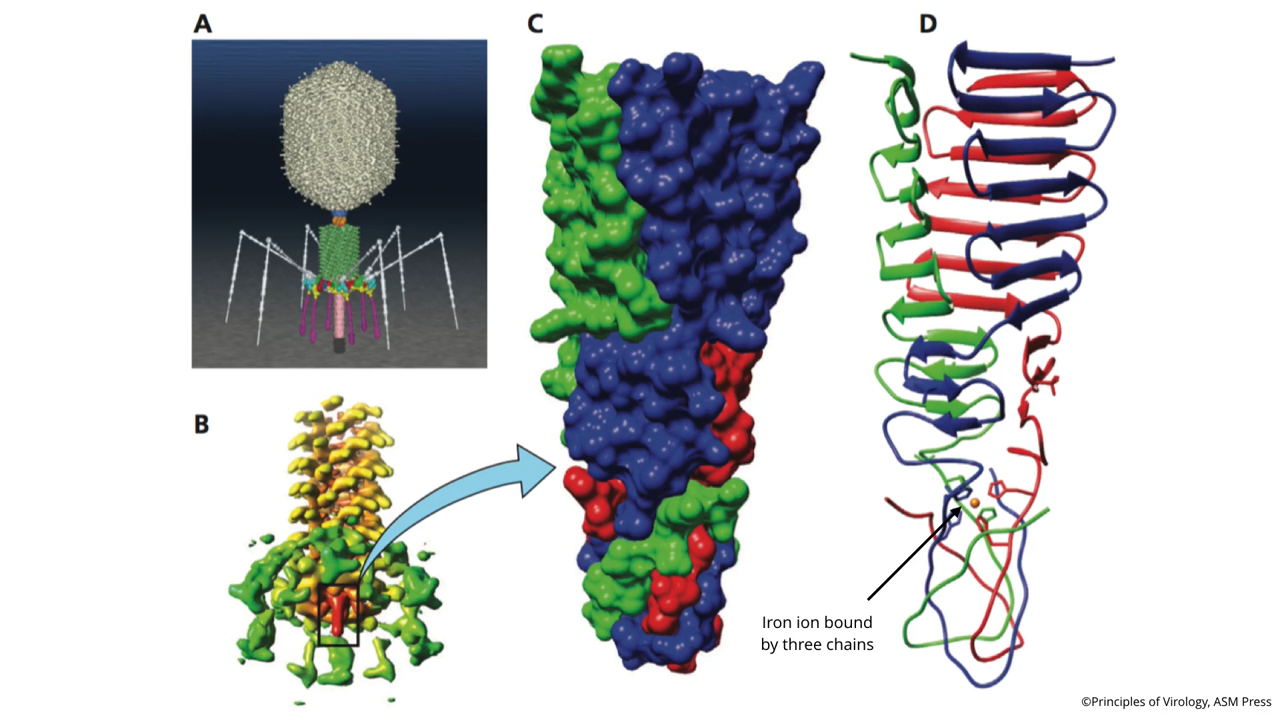 A
C
D
B
Iron ion bound
by three chains
©Principles of Virology, ASM Press